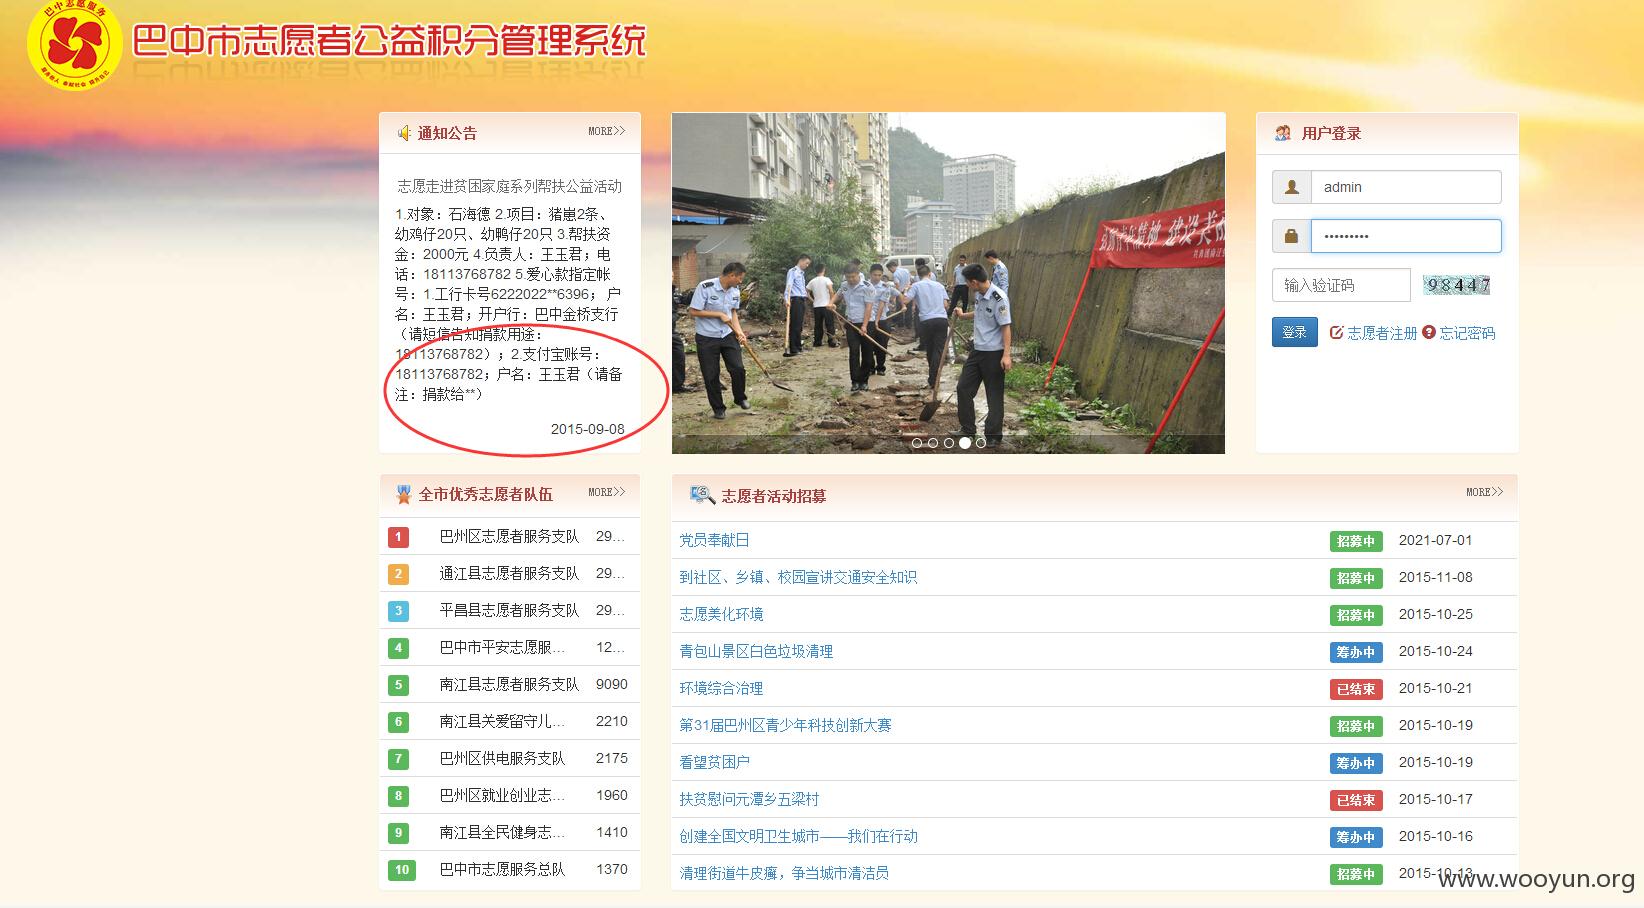 巴中志愿服务
巴中市志愿者公益积分管理系统
通知公告
MORE>>
志愿走进贫困家庭系列帮扶公益活动
1.对象：石海德 2.项目：猪崽2条、
幼鸡仔20只、幼鸭仔20只 3.帮扶资
金：2000元 4.负责人：王玉君；电
话：18113768782 5.爱心款指定帐
号：1.工行卡号6222022**6396； 户
名：王玉君；开户行：巴中金桥支行
（请短信告知捐款用途：
18113768782）；2.支付宝账号：
18113768782；户名：王玉君（请备
注：捐款给**）
2015-09-08
用户登录
admin
•••••••••
输入验证码
98447
登录 志愿者注册 忘记密码
全市优秀志愿者队伍
MORE>>
1 巴州区志愿者服务支队 29...
2 通江县志愿者服务支队 29...
3 平昌县志愿者服务支队 29...
4 巴中市平安志愿服... 12...
5 南江县志愿者服务支队 9090
6 南江县关爱留守儿... 2210
7 巴州区供电服务支队 2175
8 巴州区就业创业志... 1960
9 南江县全民健身志... 1410
10 巴中市志愿服务总队 1370
志愿者活动招募
MORE>>
党员奉献日 招募中 2021-07-01
到社区、乡镇、校园宣讲交通安全知识 招募中 2015-11-08
志愿美化环境 招募中 2015-10-25
青包山景区白色垃圾清理 筹办中 2015-10-24
环境综合治理 已结束 2015-10-21
第31届巴州区青少年科技创新大赛 招募中 2015-10-19
看望贫困户 筹办中 2015-10-19
扶贫慰问元潭乡五梁村 已结束 2015-10-17
创建全国文明卫生城市——我们在行动 筹办中 2015-10-16
清理街道牛皮癣，争当城市清洁员 招募中 2015-10-13
www.wooyun.org